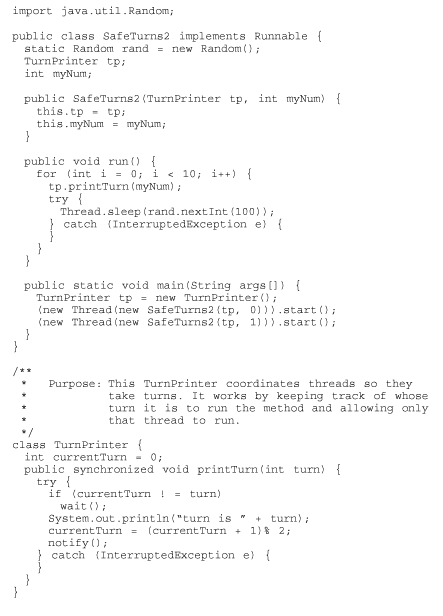 import java.util.Random;

public class SafeTurns2 implements Runnable {
  static Random rand = new Random();
  TurnPrinter tp;
  int myNum;

  public SafeTurns2(TurnPrinter tp, int myNum) {
    this.tp = tp;
    this.myNum = myNum;
  }

  public void run() {
    for (int i = 0; i < 10; i++) {
      tp.printTurn(myNum);
      try {
        Thread.sleep(rand.nextInt(100));
      } catch (InterruptedException e) {
      }
    }
  }

  public static void main(String args[]) {
    TurnPrinter tp = new TurnPrinter();
    (new Thread(new SafeTurns2(tp, 0))).start();
    (new Thread(new SafeTurns2(tp, 1))).start();
  }
}

/**
 *   Purpose: This TurnPrinter coordinates threads so they
 *            take turns. It works by keeping track of whose
 *            turn it is to run the method and allowing only
 *            that thread to run.
 */
class TurnPrinter {
  int currentTurn = 0;
  public synchronized void printTurn(int turn) {
    try {
      if (currentTurn ! = turn)
        wait();
      System.out.println("turn is " + turn);
      currentTurn = (currentTurn + 1)% 2;
      notify();
    } catch (InterruptedException e) {
    }
  }
}